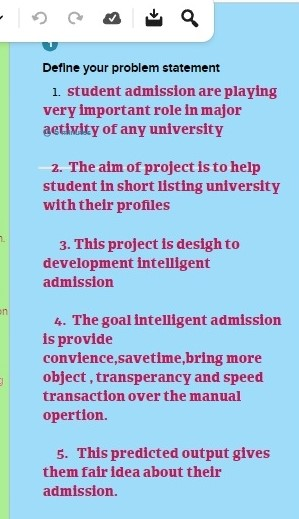 1
Define your problem statement
1. student admission are playing
very important role in major
activity of any university
2. The aim of project is to help
student in short listing university
with their profiles
3. This project is desigh to
development intelligent
admission
4. The goal intelligent admission
is provide
convience,savetime,bring more
object , transperancy and speed
transaction over the manual
opertion.
5. This predicted output gives
them fair idea about their
admission.